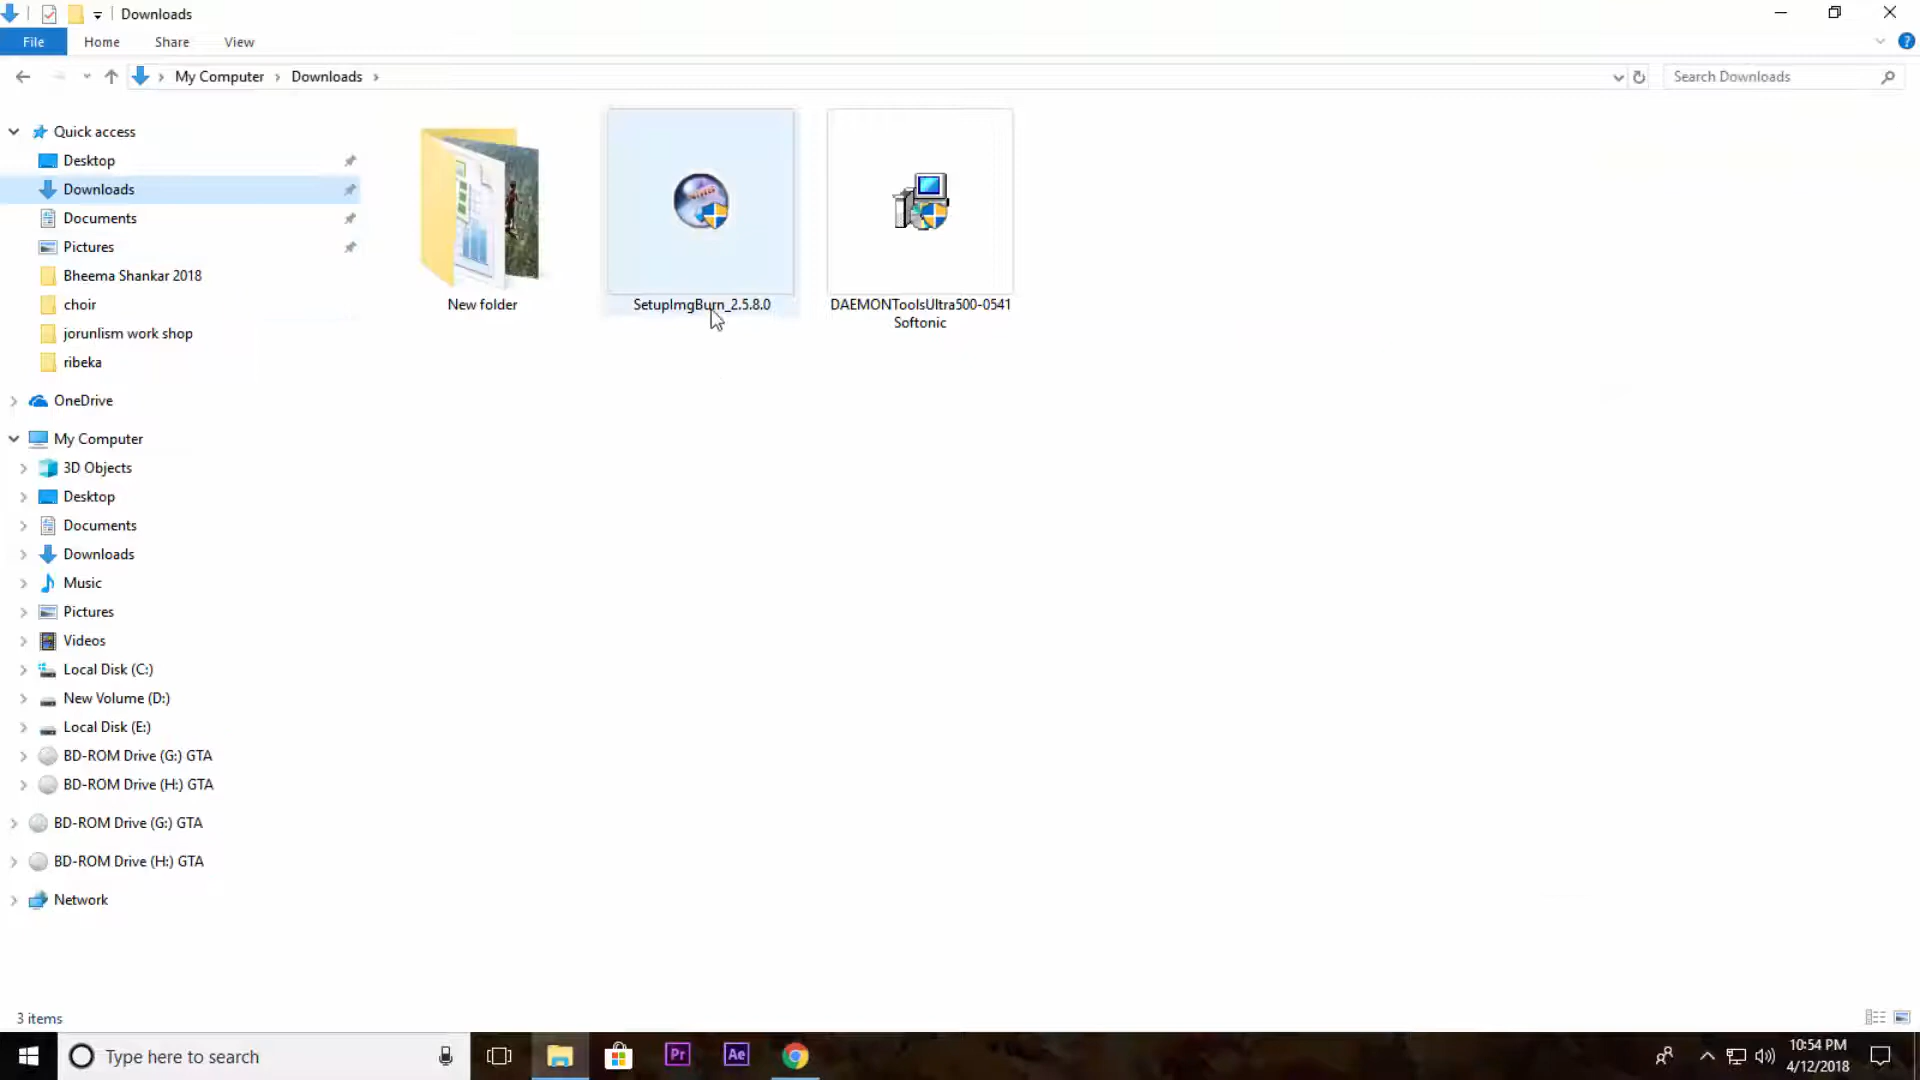 Downloads
File Home Share View
My Computer Downloads
Search Downloads
Quick access
Desktop
Downloads
Documents
Pictures
Bheema Shankar 2018
choir
jorunlism work shop
ribeka
OneDrive
My Computer
3D Objects
Desktop
Documents
Downloads
Music
Pictures
Videos
Local Disk (C:)
New Volume (D:)
Local Disk (E:)
BD-ROM Drive (G:) GTA
BD-ROM Drive (H:) GTA
BD-ROM Drive (G:) GTA
BD-ROM Drive (H:) GTA
Network
New folder
SetupImgBurn_2.5.8.0
DAEMONToolsUltra500-0541
Softonic
3 items
Type here to search
Pr
Ae
10:54 PM
4/12/2018